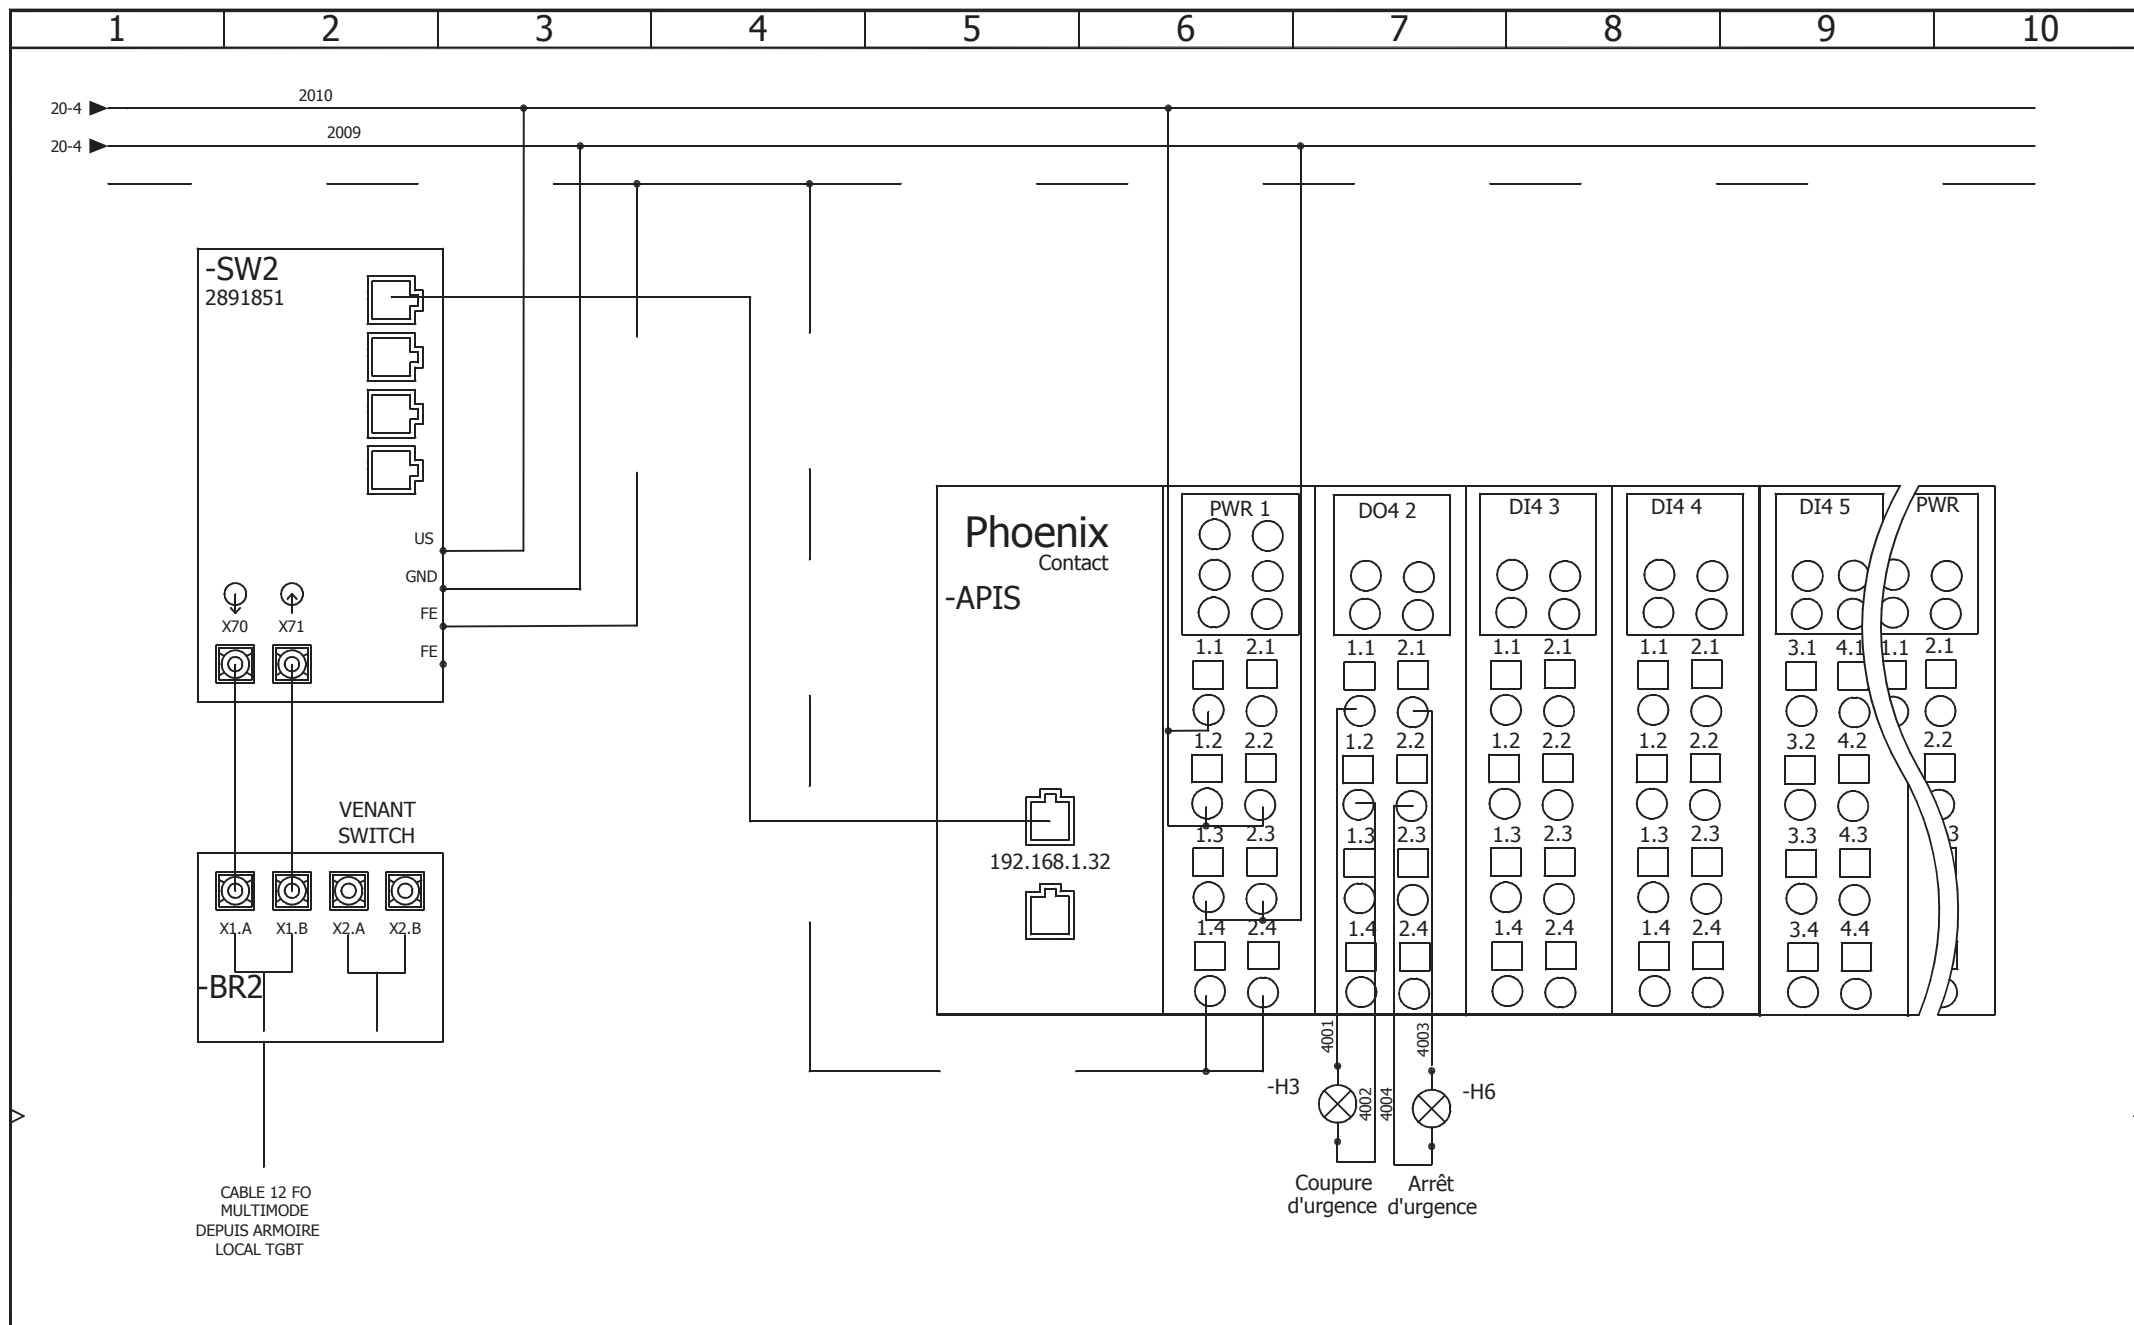 1 2 3 4 5 6 7 8 9 10
20-4 2010
20-4 2009
-SW2
2891851
US
GND
FE
FE
X70 X71
VENANT
SWITCH
X1.A X1.B X2.A X2.B
-BR2
CABLE 12 FO
MULTIMODE
DEPUIS ARMOIRE
LOCAL TGBT
Phoenix
Contact
-APIS
192.168.1.32
PWR 1 DO4 2 DI4 3 DI4 4 DI4 5 PWR
1.1 2.1 1.1 2.1 1.1 2.1 1.1 2.1 3.1 4.1 1.1 2.1
1.2 2.2 1.2 2.2 1.2 2.2 1.2 2.2 3.2 4.2 2.2
1.3 2.3 1.3 2.3 1.3 2.3 1.3 2.3 3.3 4.3 3
1.4 2.4 1.4 2.4 1.4 2.4 1.4 2.4 3.4 4.4
4001 4003
-H3 4002 4004 -H6
Coupure
d'urgence
Arrêt
d'urgence